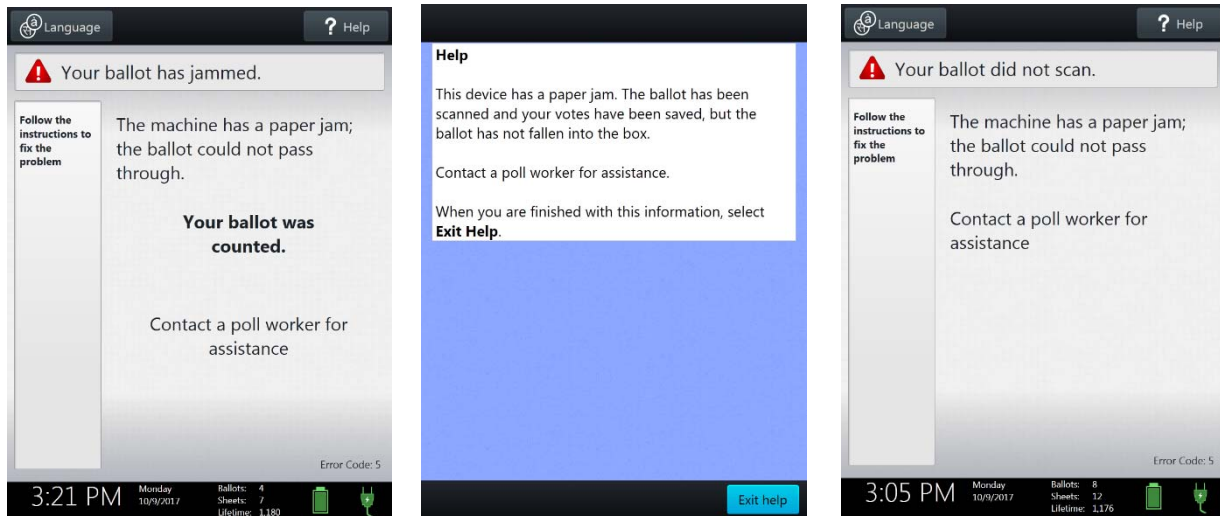 Language
? Help
Your ballot has jammed.
Follow the
instructions to
fix the
problem
The machine has a paper jam;
the ballot could not pass
through.
Your ballot was
counted.
Contact a poll worker for
assistance
Error Code: 5
3:21 PM
Monday
10/9/2017
Ballots: 4
Sheets: 7
Lifetime: 1,180
Help
This device has a paper jam. The ballot has been
scanned and your votes have been saved, but the
ballot has not fallen into the box.
Contact a poll worker for assistance.
When you are finished with this information, select
Exit Help.
Exit help
Language
? Help
Your ballot did not scan.
Follow the
instructions to
fix the
problem
The machine has a paper jam;
the ballot could not pass
through.
Contact a poll worker for
assistance
Error Code: 5
3:05 PM
Monday
10/9/2017
Ballots: 8
Sheets: 12
Lifetime: 1,176